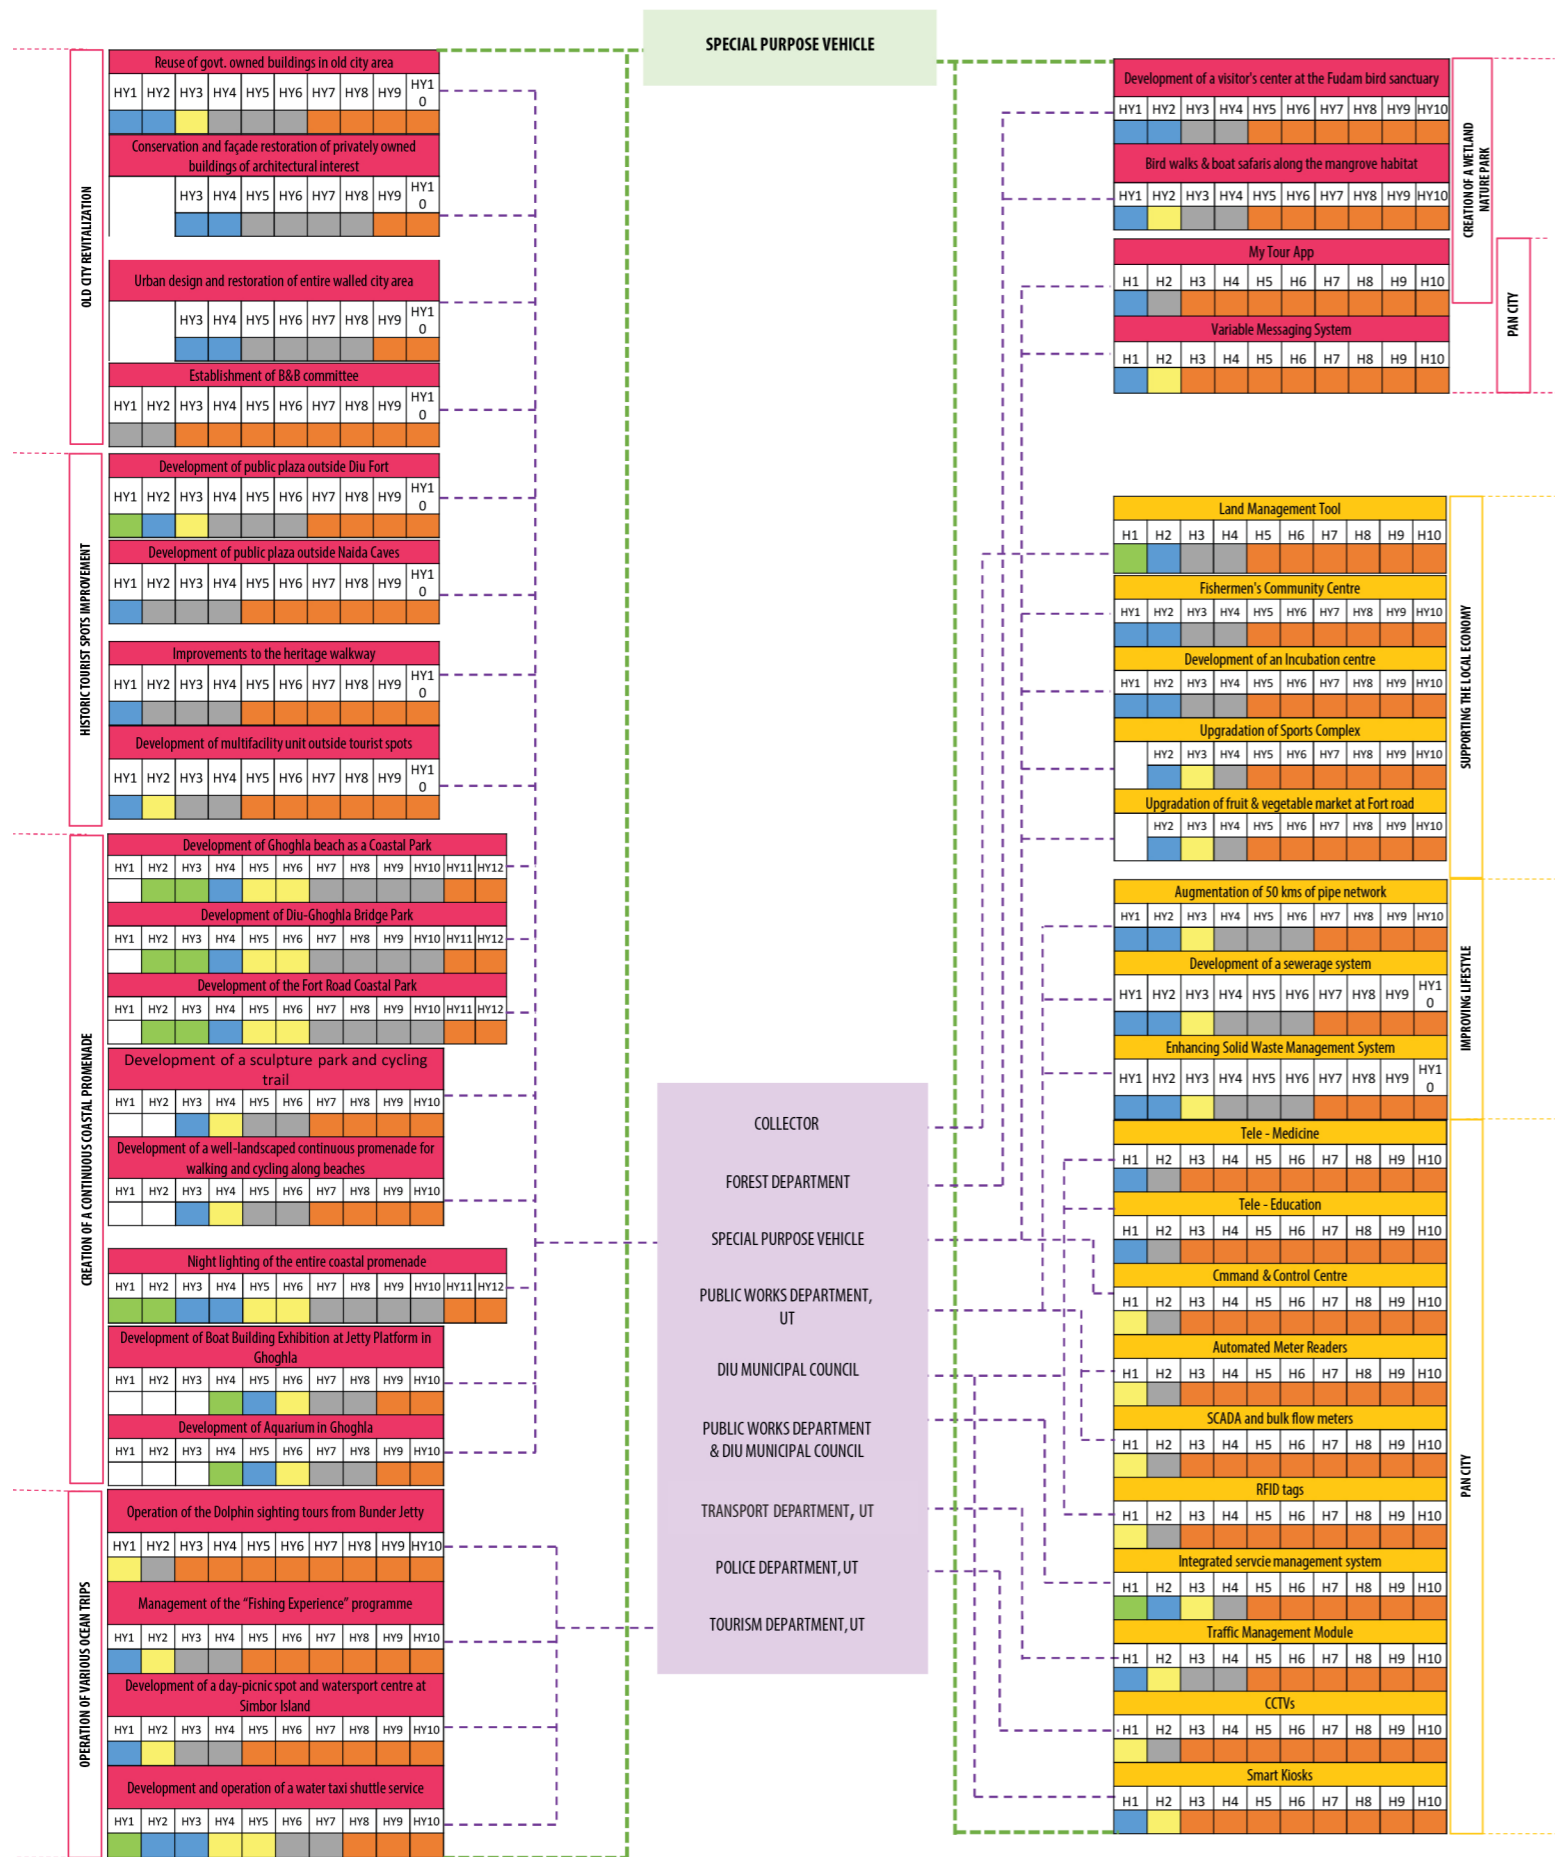 SPECIAL PURPOSE VEHICLE
OLD CITY REVITALIZATION
Reuse of govt. owned buildings in old city area
HY1 HY2 HY3 HY4 HY5 HY6 HY7 HY8 HY9 HY1
0
Conservation and façade restoration of privately owned
buildings of architectural interest
HY3 HY4 HY5 HY6 HY7 HY8 HY9 HY1
0
Urban design and restoration of entire walled city area
HY3 HY4 HY5 HY6 HY7 HY8 HY9 HY1
0
Establishment of B&B committee
HY1 HY2 HY3 HY4 HY5 HY6 HY7 HY8 HY9 HY1
0
HISTORIC TOURIST SPOTS IMPROVEMENT
Development of public plaza outside Diu Fort
HY1 HY2 HY3 HY4 HY5 HY6 HY7 HY8 HY9 HY1
0
Development of public plaza outside Naida Caves
HY1 HY2 HY3 HY4 HY5 HY6 HY7 HY8 HY9 HY1
0
Improvements to the heritage walkway
HY1 HY2 HY3 HY4 HY5 HY6 HY7 HY8 HY9 HY1
0
Development of multifacility unit outside tourist spots
HY1 HY2 HY3 HY4 HY5 HY6 HY7 HY8 HY9 HY1
0
CREATION OF A CONTINUOUS COASTAL PROMENADE
Development of Ghoghla beach as a Coastal Park
HY1 HY2 HY3 HY4 HY5 HY6 HY7 HY8 HY9 HY10 HY11 HY12
Development of Diu-Ghoghla Bridge Park
HY1 HY2 HY3 HY4 HY5 HY6 HY7 HY8 HY9 HY10 HY11 HY12
Development of the Fort Road Coastal Park
HY1 HY2 HY3 HY4 HY5 HY6 HY7 HY8 HY9 HY10 HY11 HY12
Development of a sculpture park and cycling
trail
HY1 HY2 HY3 HY4 HY5 HY6 HY7 HY8 HY9 HY10
Development of a well-landscaped continuous promenade for
walking and cycling along beaches
HY1 HY2 HY3 HY4 HY5 HY6 HY7 HY8 HY9 HY10
Night lighting of the entire coastal promenade
HY1 HY2 HY3 HY4 HY5 HY6 HY7 HY8 HY9 HY10 HY11 HY12
Development of Boat Building Exhibition at Jetty Platform in
Ghoghla
HY1 HY2 HY3 HY4 HY5 HY6 HY7 HY8 HY9 HY10
Development of Aquarium in Ghoghla
HY1 HY2 HY3 HY4 HY5 HY6 HY7 HY8 HY9 HY10
OPERATION OF VARIOUS OCEAN TRIPS
Operation of the Dolphin sighting tours from Bunder Jetty
HY1 HY2 HY3 HY4 HY5 HY6 HY7 HY8 HY9 HY10
Management of the “Fishing Experience” programme
HY1 HY2 HY3 HY4 HY5 HY6 HY7 HY8 HY9 HY10
Development of a day-picnic spot and watersport centre at
Simbor Island
HY1 HY2 HY3 HY4 HY5 HY6 HY7 HY8 HY9 HY10
Development and operation of a water taxi shuttle service
HY1 HY2 HY3 HY4 HY5 HY6 HY7 HY8 HY9 HY10
COLLECTOR
FOREST DEPARTMENT
SPECIAL PURPOSE VEHICLE
PUBLIC WORKS DEPARTMENT,
UT
DIU MUNICIPAL COUNCIL
PUBLIC WORKS DEPARTMENT
& DIU MUNICIPAL COUNCIL
TRANSPORT DEPARTMENT, UT
POLICE DEPARTMENT, UT
TOURISM DEPARTMENT, UT
CREATION OF A WETLAND
NATURE PARK
Development of a visitor's center at the Fudam bird sanctuary
HY1 HY2 HY3 HY4 HY5 HY6 HY7 HY8 HY9 HY10
Bird walks & boat safaris along the mangrove habitat
HY1 HY2 HY3 HY4 HY5 HY6 HY7 HY8 HY9 HY10
PAN CITY
My Tour App
H1 H2 H3 H4 H5 H6 H7 H8 H9 H10
Variable Messaging System
H1 H2 H3 H4 H5 H6 H7 H8 H9 H10
SUPPORTING THE LOCAL ECONOMY
Land Management Tool
H1 H2 H3 H4 H5 H6 H7 H8 H9 H10
Fishermen's Community Centre
HY1 HY2 HY3 HY4 HY5 HY6 HY7 HY8 HY9 HY10
Development of an Incubation centre
HY1 HY2 HY3 HY4 HY5 HY6 HY7 HY8 HY9 HY10
Upgradation of Sports Complex
HY2 HY3 HY4 HY5 HY6 HY7 HY8 HY9 HY10
Upgradation of fruit & vegetable market at Fort road
HY2 HY3 HY4 HY5 HY6 HY7 HY8 HY9 HY10
IMPROVING LIFESTYLE
Augmentation of 50 kms of pipe network
HY1 HY2 HY3 HY4 HY5 HY6 HY7 HY8 HY9 HY10
Development of a sewerage system
HY1 HY2 HY3 HY4 HY5 HY6 HY7 HY8 HY9 HY1
0
Enhancing Solid Waste Management System
HY1 HY2 HY3 HY4 HY5 HY6 HY7 HY8 HY9 HY1
0
PAN CITY
Tele - Medicine
H1 H2 H3 H4 H5 H6 H7 H8 H9 H10
Tele - Education
H1 H2 H3 H4 H5 H6 H7 H8 H9 H10
Cmmand & Control Centre
H1 H2 H3 H4 H5 H6 H7 H8 H9 H10
Automated Meter Readers
H1 H2 H3 H4 H5 H6 H7 H8 H9 H10
SCADA and bulk flow meters
H1 H2 H3 H4 H5 H6 H7 H8 H9 H10
RFID tags
H1 H2 H3 H4 H5 H6 H7 H8 H9 H10
Integrated servcie management system
H1 H2 H3 H4 H5 H6 H7 H8 H9 H10
Traffic Management Module
H1 H2 H3 H4 H5 H6 H7 H8 H9 H10
CCTVs
H1 H2 H3 H4 H5 H6 H7 H8 H9 H10
Smart Kiosks
H1 H2 H3 H4 H5 H6 H7 H8 H9 H10